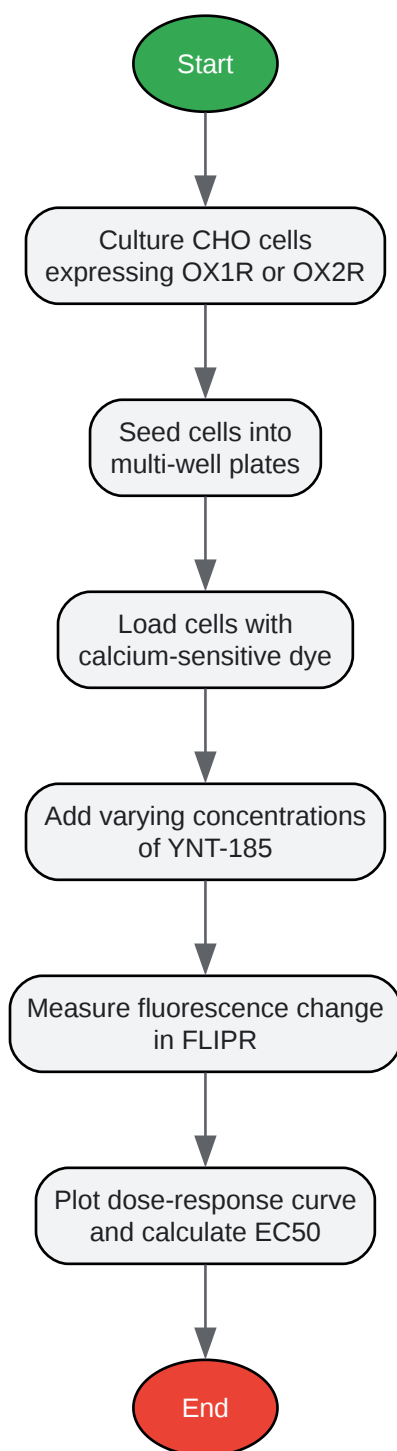 Start
Culture CHO cells
expressing OX1R or OX2R
Seed cells into
multi-well plates
Load cells with
calcium-sensitive dye
Add varying concentrations
of YNT-185
Measure fluorescence change
in FLIPR
Plot dose-response curve
and calculate EC50
End